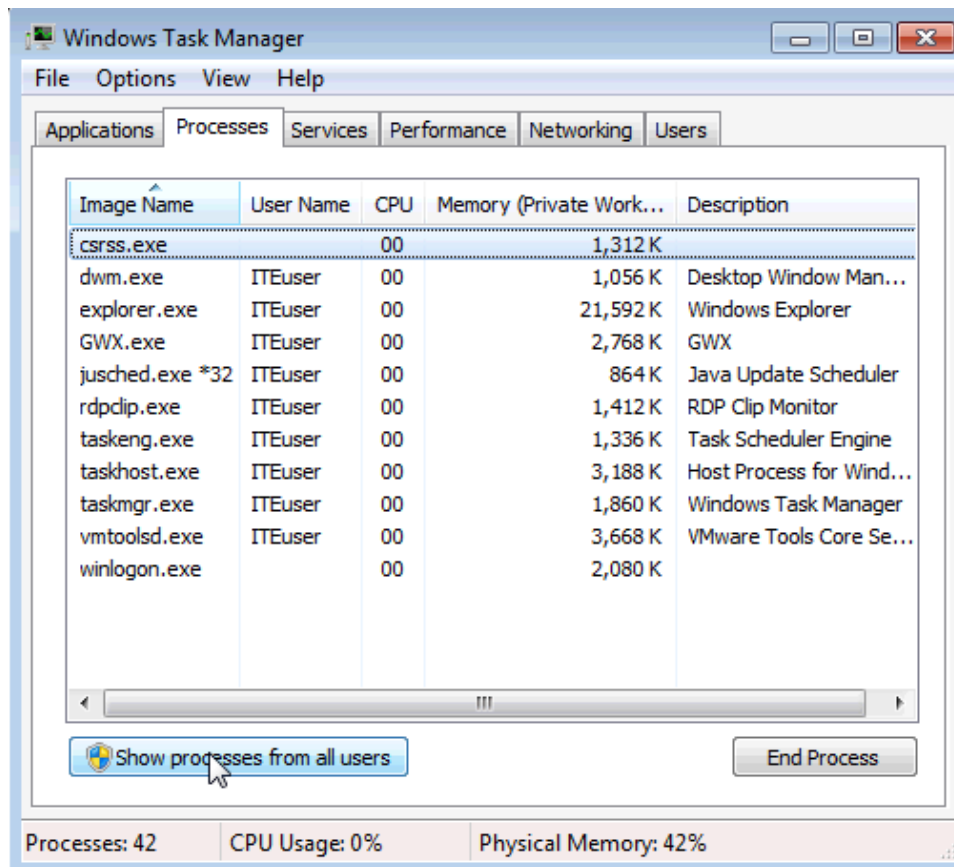 Windows Task Manager
File Options View Help
Applications Processes Services Performance Networking Users
Image Name User Name CPU Memory (Private Work... Description
csrss.exe 00 1,312 K
dwm.exe ITEuser 00 1,056 K Desktop Window Man...
explorer.exe ITEuser 00 21,592 K Windows Explorer
GWX.exe ITEuser 00 2,768 K GWX
jusched.exe *32 ITEuser 00 864 K Java Update Scheduler
rdpclip.exe ITEuser 00 1,412 K RDP Clip Monitor
taskeng.exe ITEuser 00 1,336 K Task Scheduler Engine
taskhost.exe ITEuser 00 3,188 K Host Process for Wind...
taskmgr.exe ITEuser 00 1,860 K Windows Task Manager
vmtoolsd.exe ITEuser 00 3,668 K VMware Tools Core Se...
winlogon.exe 00 2,080 K
Show processes from all users End Process
Processes: 42 CPU Usage: 0% Physical Memory: 42%